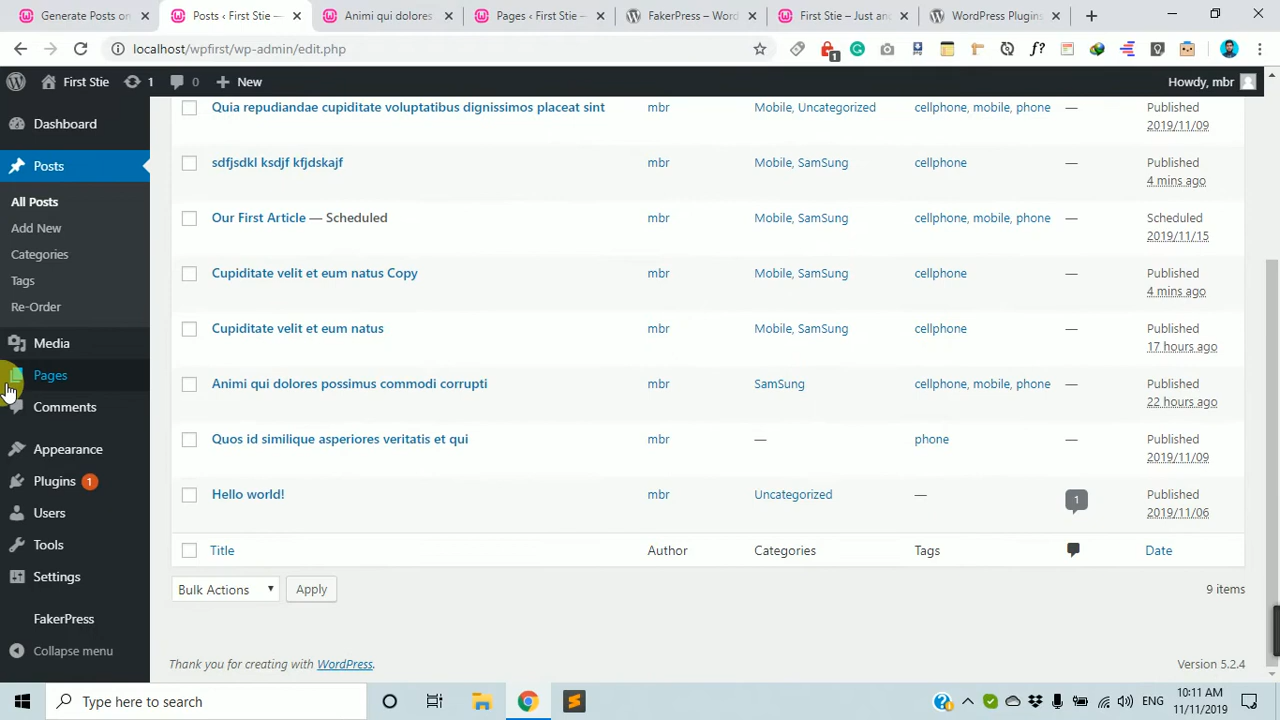 Generate Posts on
Posts ‹ First Stie —
Animi qui dolores
Pages ‹ First Stie —
FakerPress – Word
First Stie – Just an
WordPress Plugins
localhost/wpfirst/wp-admin/edit.php
1
f?
First Stie
1
0
New
Howdy, mbr
Dashboard
Posts
All Posts
Add New
Categories
Tags
Re-Order
Media
Pages
Comments
Appearance
Plugins 1
Users
Tools
Settings
FakerPress
Collapse menu
Quia repudiandae cupiditate voluptatibus dignissimos placeat sint mbr Mobile, Uncategorized cellphone, mobile, phone — Published
2019/11/09
sdfjsdkl ksdjf kfjdskajf mbr Mobile, SamSung cellphone — Published
4 mins ago
Our First Article — Scheduled mbr Mobile, SamSung cellphone, mobile, phone — Scheduled
2019/11/15
Cupiditate velit et eum natus Copy mbr Mobile, SamSung cellphone — Published
4 mins ago
Cupiditate velit et eum natus mbr Mobile, SamSung cellphone — Published
17 hours ago
Animi qui dolores possimus commodi corrupti mbr SamSung cellphone, mobile, phone — Published
22 hours ago
Quos id similique asperiores veritatis et qui mbr — phone — Published
2019/11/09
Hello world! mbr Uncategorized — 1 Published
2019/11/06
Title Author Categories Tags Date
Bulk Actions Apply 9 items
Thank you for creating with WordPress. Version 5.2.4
Type here to search
ENG
10:11 AM
11/11/2019